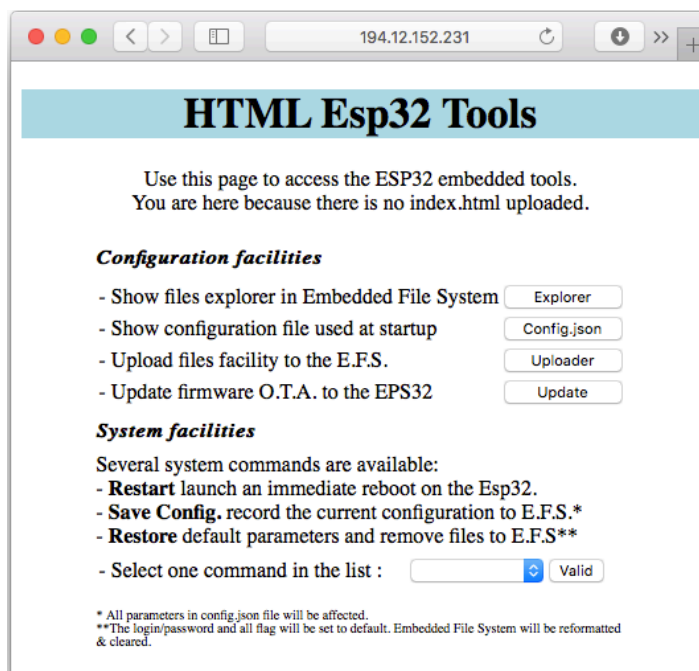 194.12.152.231
HTML Esp32 Tools
Use this page to access the ESP32 embedded tools.
You are here because there is no index.html uploaded.
Configuration facilities
- Show files explorer in Embedded File System Explorer
- Show configuration file used at startup Config.json
- Upload files facility to the E.F.S. Uploader
- Update firmware O.T.A. to the EPS32 Update
System facilities
Several system commands are available:
- Restart launch an immediate reboot on the Esp32.
- Save Config. record the current configuration to E.F.S.*
- Restore default parameters and remove files to E.F.S**
- Select one command in the list : Valid
* All parameters in config.json file will be affected.
**The login/password and all flag will be set to default. Embedded File System will be reformatted
& cleared.